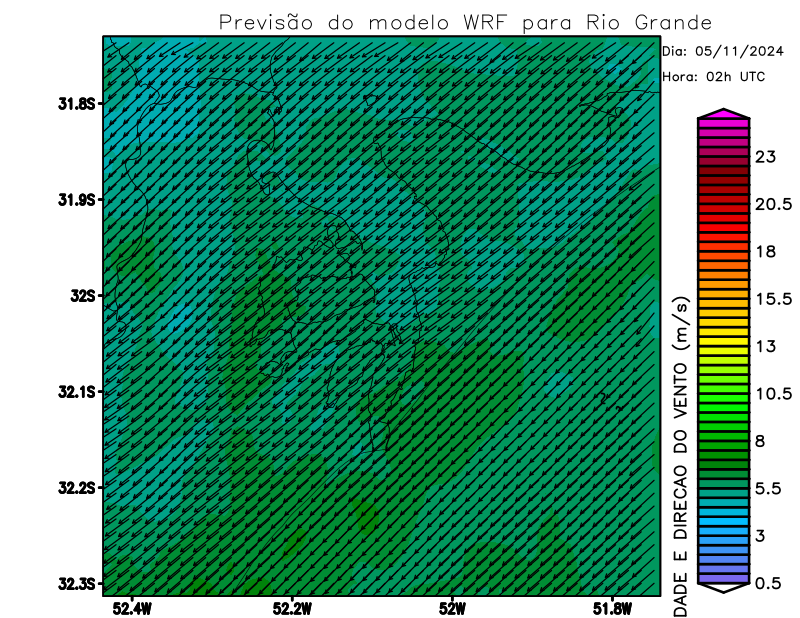 Previsão do modelo WRF para Rio Grande
Dia: 05/11/2024
Hora: 02h UTC
31.8S
31.9S
32S
32.1S
32.2S
32.3S
52.4W
52.2W
52W
51.8W
23
20.5
18
15.5
13
10.5
8
5.5
3
0.5
DADE E DIRECAO DO VENTO (m/s)